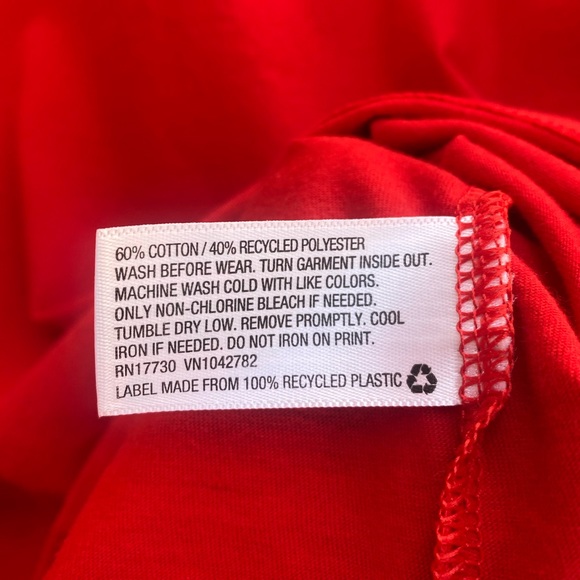 60% COTTON / 40% RECYCLED POLYESTER
WASH BEFORE WEAR. TURN GARMENT INSIDE OUT.
MACHINE WASH COLD WITH LIKE COLORS.
ONLY NON-CHLORINE BLEACH IF NEEDED.
TUMBLE DRY LOW. REMOVE PROMPTLY. COOL
IRON IF NEEDED. DO NOT IRON ON PRINT.
RN17730 VN1042782
LABEL MADE FROM 100% RECYCLED PLASTIC